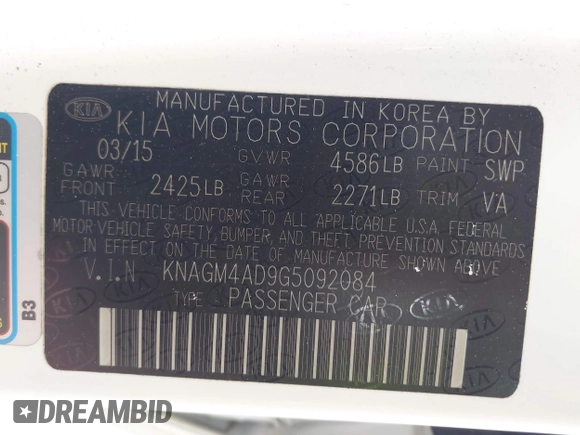 KIA
MANUFACTURED IN KOREA BY
KIA MOTORS CORPORATION
03/15 GVWR 4586LB PAINT SWP
GAWR FRONT 2425LB GAWR REAR 2271LB TRIM VA
THIS VEHICLE CONFORMS TO ALL APPLICABLE U.S.A. FEDERAL
MOTOR VEHICLE SAFETY, BUMPER, AND THEFT PREVENTION STANDARDS
IN EFFECT ON THE DATE OF MANUFACTURE SHOWN ABOVE.
V.I.N KNAGM4AD9G5092084
TYPE PASSENGER CAR
KIA
B3
DREAMBID